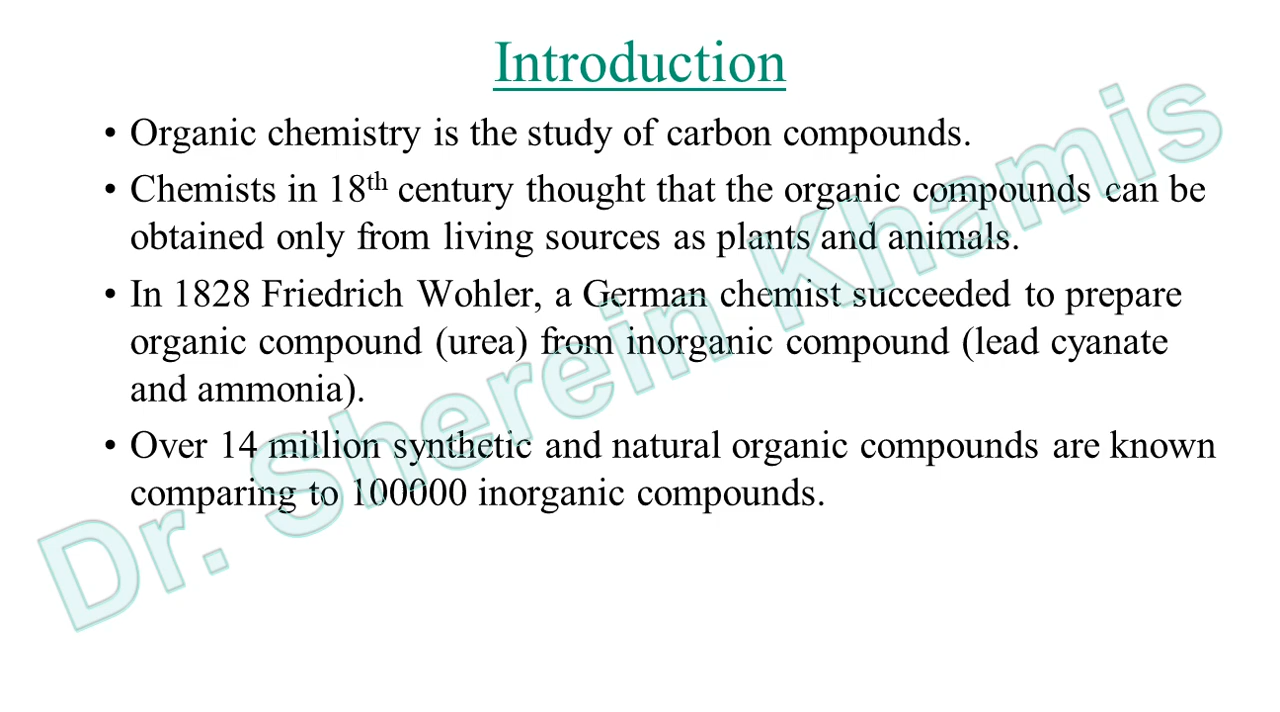 Introduction
• Organic chemistry is the study of carbon compounds.
• Chemists in 18th century thought that the organic compounds can be
obtained only from living sources as plants and animals.
• In 1828 Friedrich Wohler, a German chemist succeeded to prepare
organic compound (urea) from inorganic compound (lead cyanate
and ammonia).
• Over 14 million synthetic and natural organic compounds are known
comparing to 100000 inorganic compounds.
Dr. Sherein Khamis